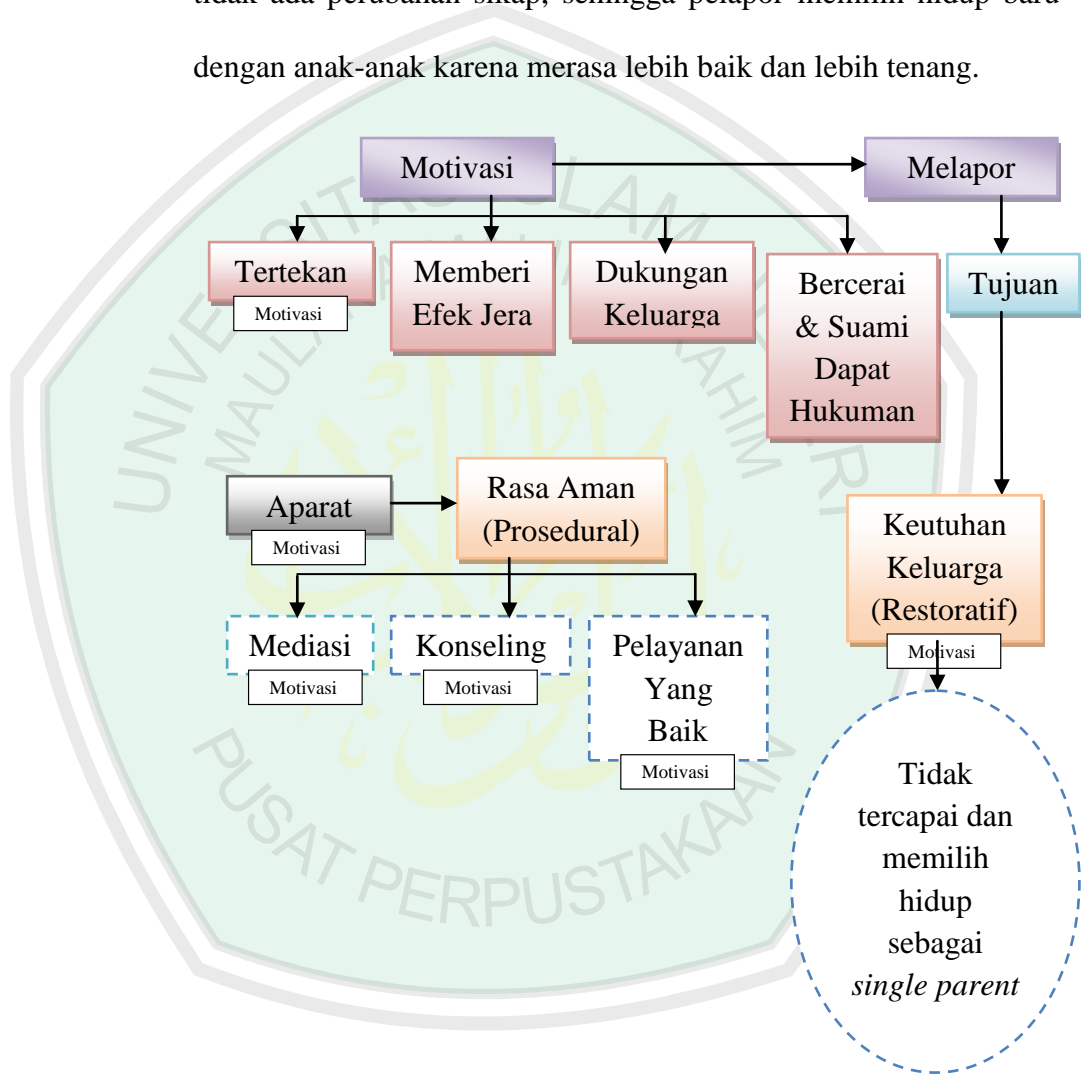 tidak ada perubahan sikap, sehingga pelapor memilih hidup baru
dengan anak-anak karena merasa lebih baik dan lebih tenang.
Motivasi
Melapor
Tertekan
Motivasi
Memberi
Efek Jera
Dukungan
Keluarga
Bercerai
& Suami
Dapat
Hukuman
Tujuan
Aparat
Motivasi
Rasa Aman
(Prosedural)
Keutuhan
Keluarga
(Restoratif)
Motivasi
Mediasi
Motivasi
Konseling
Motivasi
Pelayanan
Yang
Baik
Motivasi
Tidak
tercapai dan
memilih
hidup
sebagai
single parent
PUSAT PERPUSTAKAAN